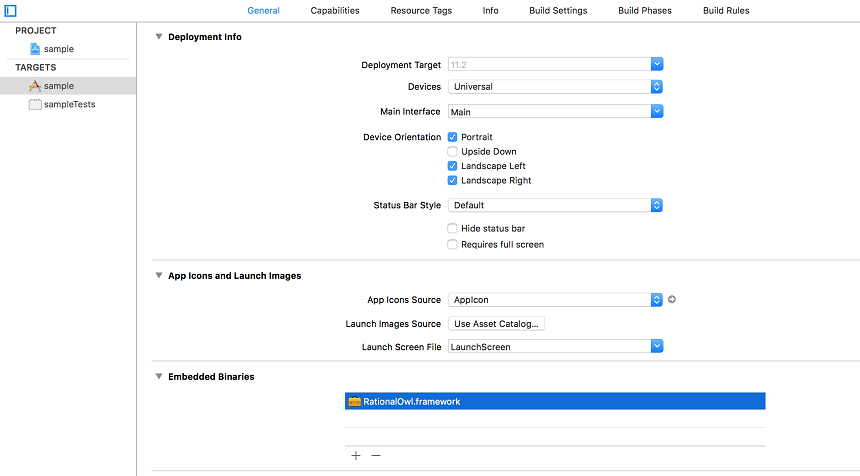 General Capabilities Resource Tags Info Build Settings Build Phases Build Rules
PROJECT
sample
TARGETS
sample
sampleTests
Deployment Info
Deployment Target 11.2
Devices Universal
Main Interface Main
Device Orientation Portrait
Upside Down
Landscape Left
Landscape Right
Status Bar Style Default
Hide status bar
Requires full screen
App Icons and Launch Images
App Icons Source AppIcon
Launch Images Source Use Asset Catalog...
Launch Screen File LaunchScreen
Embedded Binaries
RationalOwl.framework